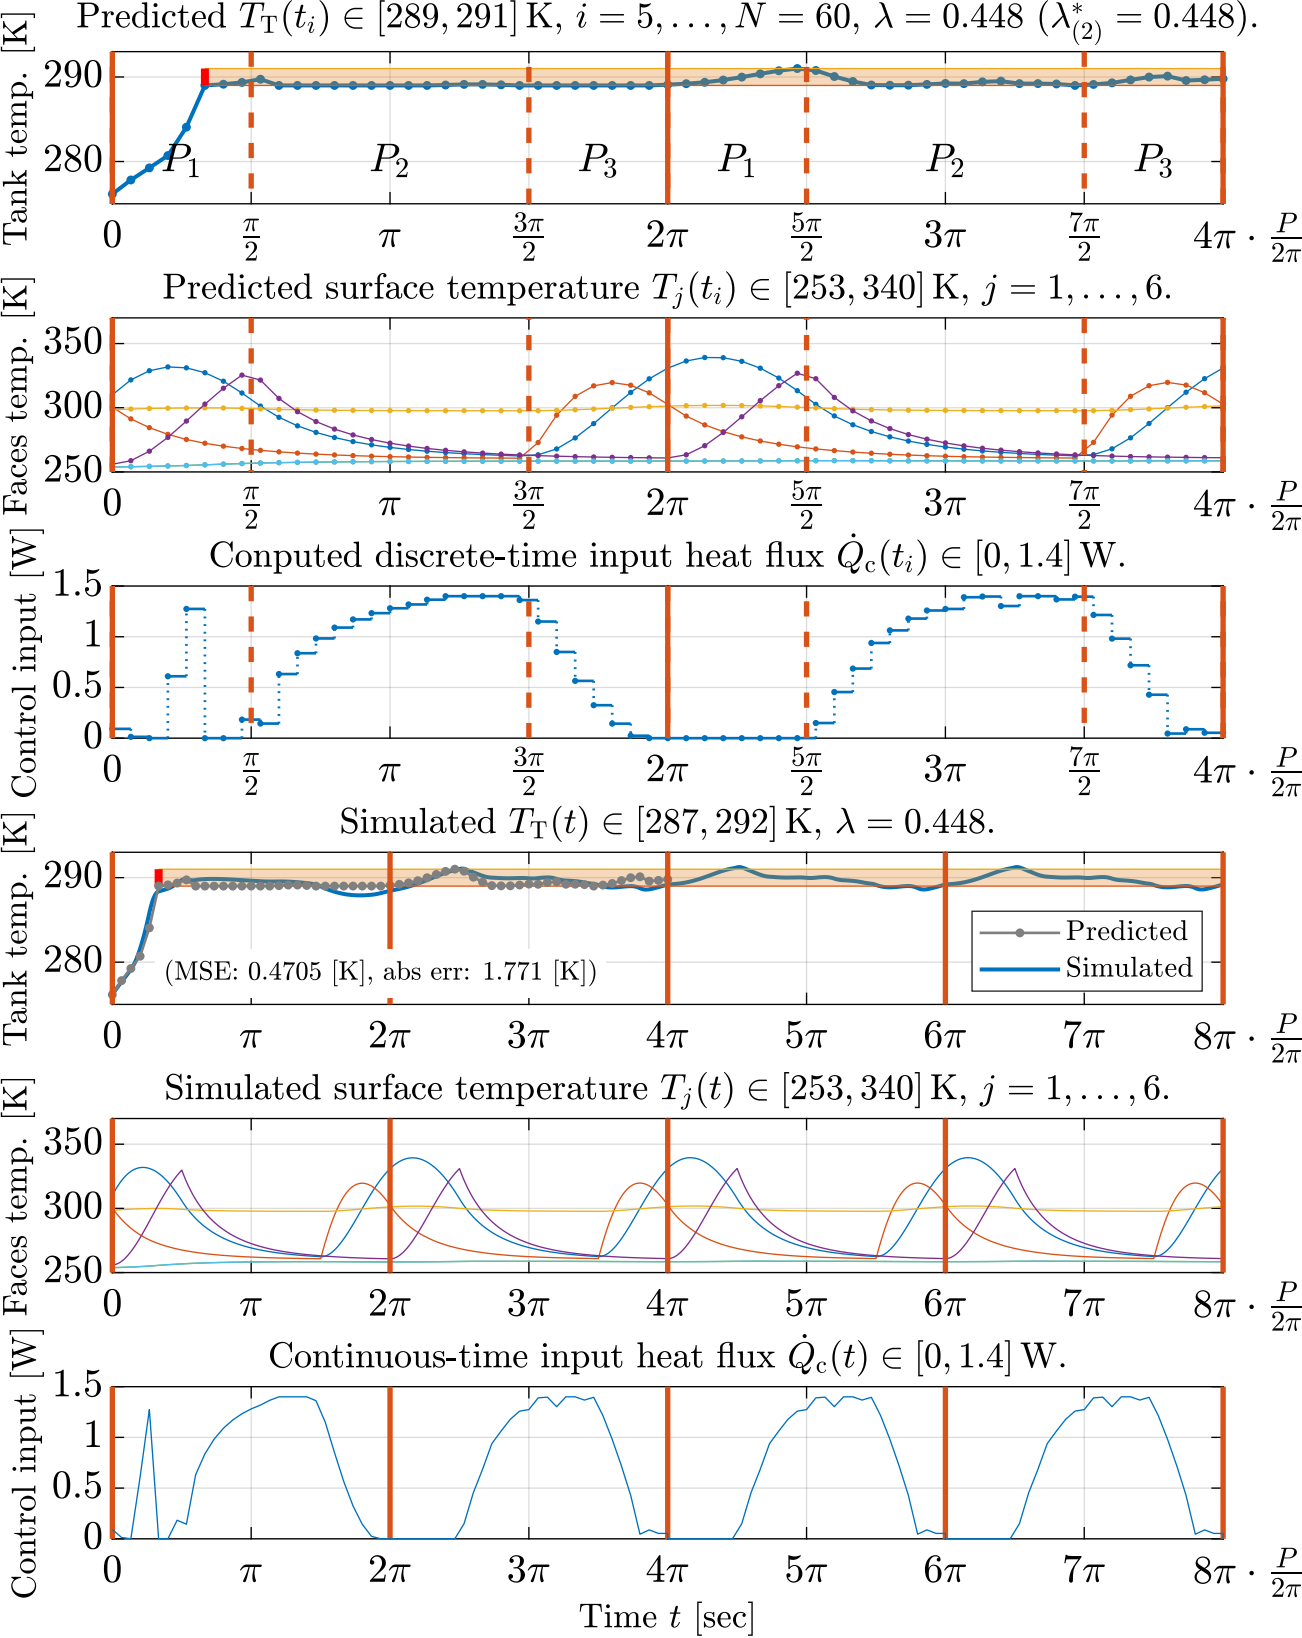 Predicted T_T(t_i) ∈ [289, 291] K, i = 5, …, N = 60, λ = 0.448 (λ*_(2) = 0.448).
Tank temp. [K]
290
280
P_1 P_2 P_3 P_1 P_2 P_3
0 π/2 π 3π/2 2π 5π/2 3π 7π/2 4π · P/2π
Predicted surface temperature T_j(t_i) ∈ [253, 340] K, j = 1, …, 6.
Faces temp. [K]
350
300
250
0 π/2 π 3π/2 2π 5π/2 3π 7π/2 4π · P/2π
Conputed discrete-time input heat flux Q̇_c(t_i) ∈ [0, 1.4] W.
Control input [W]
1.5
1
0.5
0
0 π/2 π 3π/2 2π 5π/2 3π 7π/2 4π · P/2π
Simulated T_T(t) ∈ [287, 292] K, λ = 0.448.
Tank temp. [K]
290
280
(MSE: 0.4705 [K], abs err: 1.771 [K])
Predicted
Simulated
0 π 2π 3π 4π 5π 6π 7π 8π · P/2π
Simulated surface temperature T_j(t) ∈ [253, 340] K, j = 1, …, 6.
Faces temp. [K]
350
300
250
0 π 2π 3π 4π 5π 6π 7π 8π · P/2π
Continuous-time input heat flux Q̇_c(t) ∈ [0, 1.4] W.
Control input [W]
1.5
1
0.5
0
0 π 2π 3π 4π 5π 6π 7π 8π · P/2π
Time t [sec]